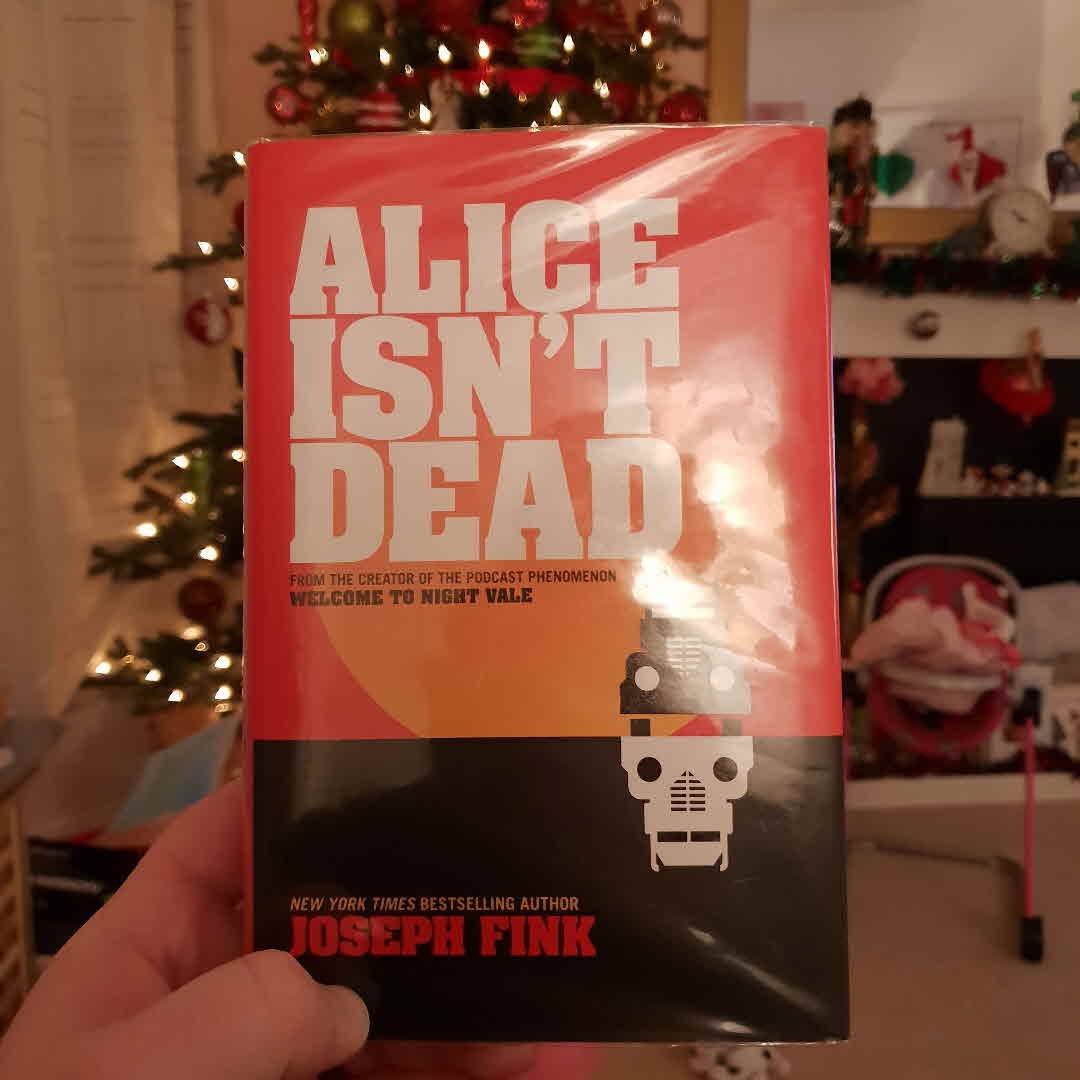 ALICE
ISN'T
DEAD
FROM THE CREATOR OF THE PODCAST PHENOMENON
WELCOME TO NIGHT VALE
NEW YORK TIMES BESTSELLING AUTHOR
JOSEPH FINK